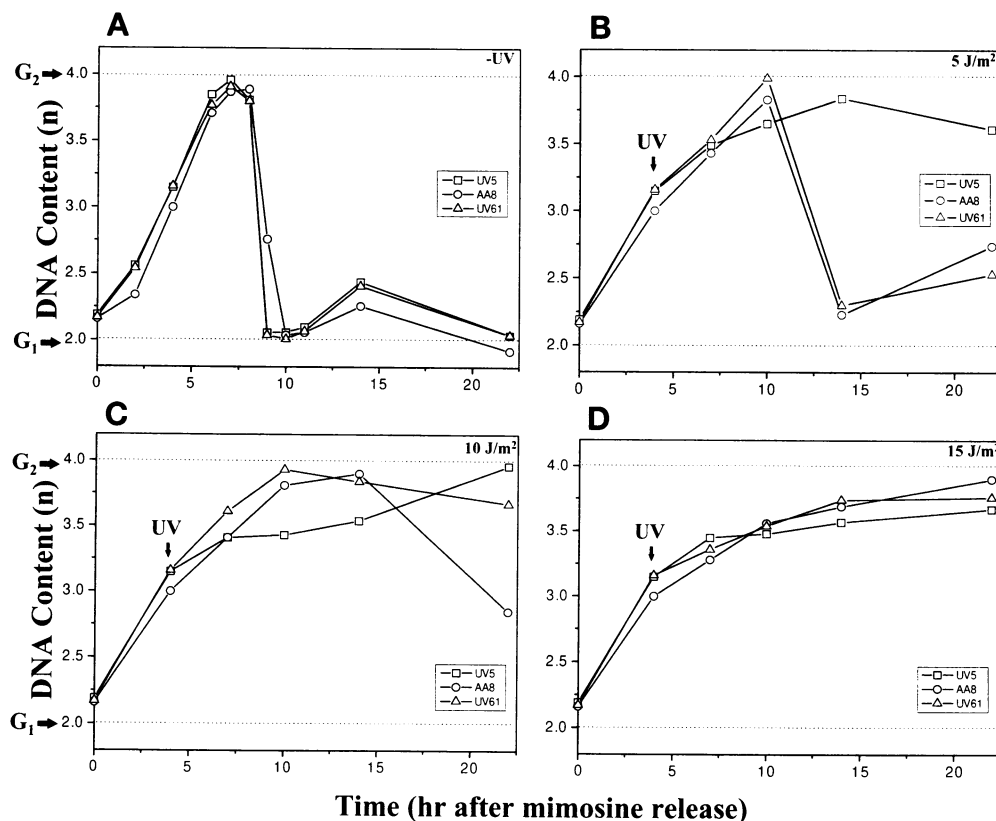 A
-UV
G2
4.0
3.5
3.0
2.5
G1
2.0
DNA Content (n)
UV5
AA8
UV61
0
5
10
15
20
B
5 J/m²
4.0
3.5
3.0
2.5
2.0
UV
UV5
AA8
UV61
0
5
10
15
20
C
10 J/m²
G2
4.0
3.5
3.0
2.5
G1
2.0
DNA Content (n)
UV
UV5
AA8
UV61
0
5
10
15
20
D
15 J/m²
4.0
3.5
3.0
2.5
2.0
UV
UV5
AA8
UV61
0
5
10
15
20
Time (hr after mimosine release)